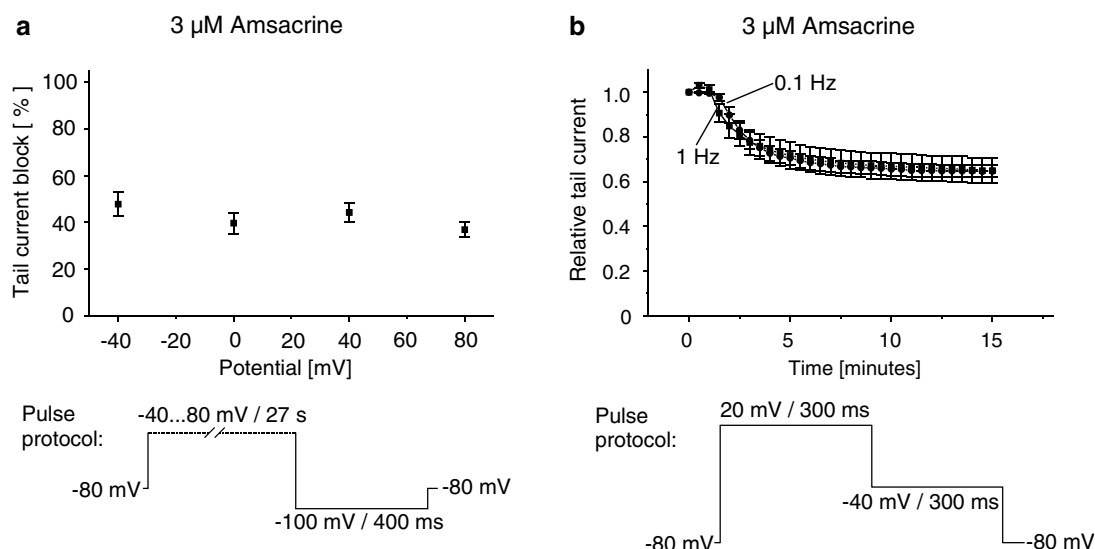 a
3 µM Amsacrine
Tail current block [ % ]
100
80
60
40
20
0
-40
-20
0
20
40
60
80
Potential [mV]
Pulse
protocol:
-40...80 mV / 27 s
-80 mV
-80 mV
-100 mV / 400 ms
b
3 µM Amsacrine
Relative tail current
1.0
0.8
0.6
0.4
0.2
0
0.1 Hz
1 Hz
0
5
10
15
Time [minutes]
Pulse
protocol:
20 mV / 300 ms
-40 mV / 300 ms
-80 mV
-80 mV